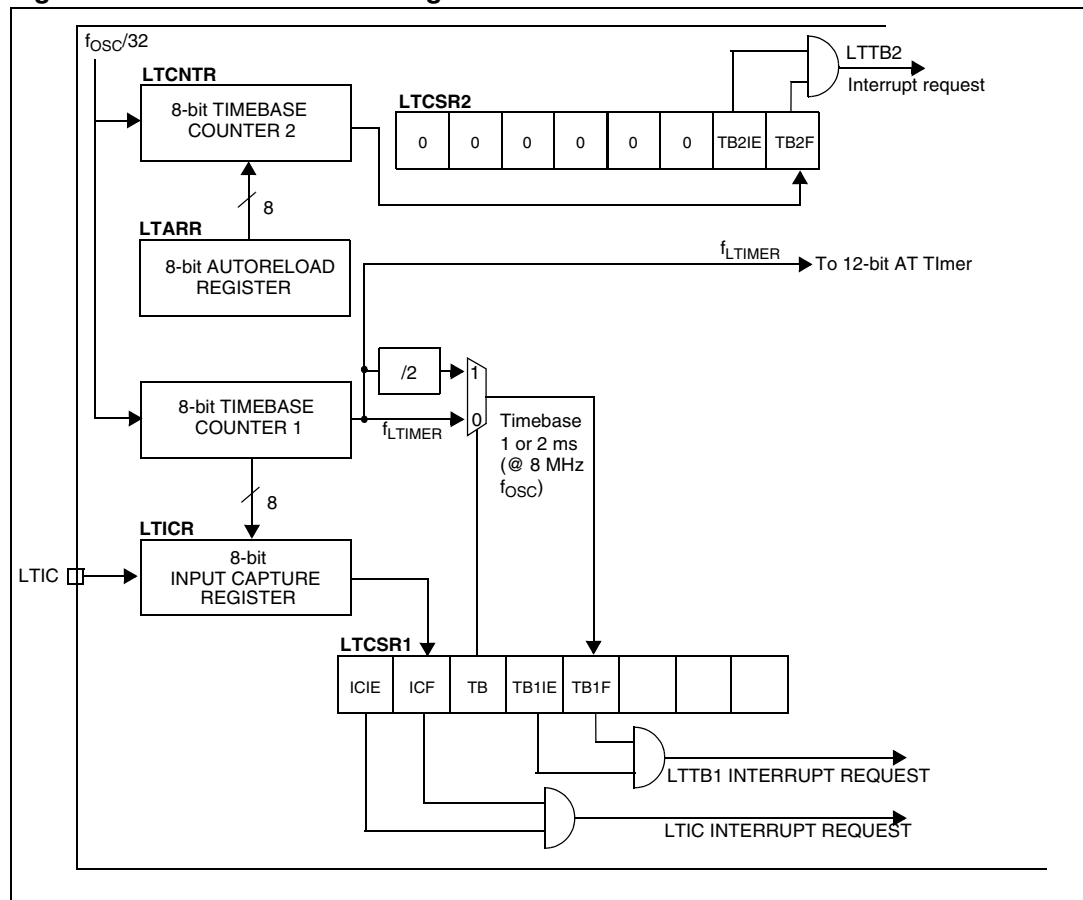 fOSC/32
LTCNTR
8-bit TIMEBASE
COUNTER 2
8
LTARR
8-bit AUTORELOAD
REGISTER
LTTB2
Interrupt request
LTCSR2
0 0 0 0 0 0 TB2IE TB2F
fLTIMER
To 12-bit AT TImer
/2
1
0
8-bit TIMEBASE
COUNTER 1
fLTIMER
Timebase
1 or 2 ms
(@ 8 MHz
fOSC)
8
LTICR
8-bit
INPUT CAPTURE
REGISTER
LTIC
LTCSR1
ICIE ICF TB TB1IE TB1F
LTTB1 INTERRUPT REQUEST
LTIC INTERRUPT REQUEST